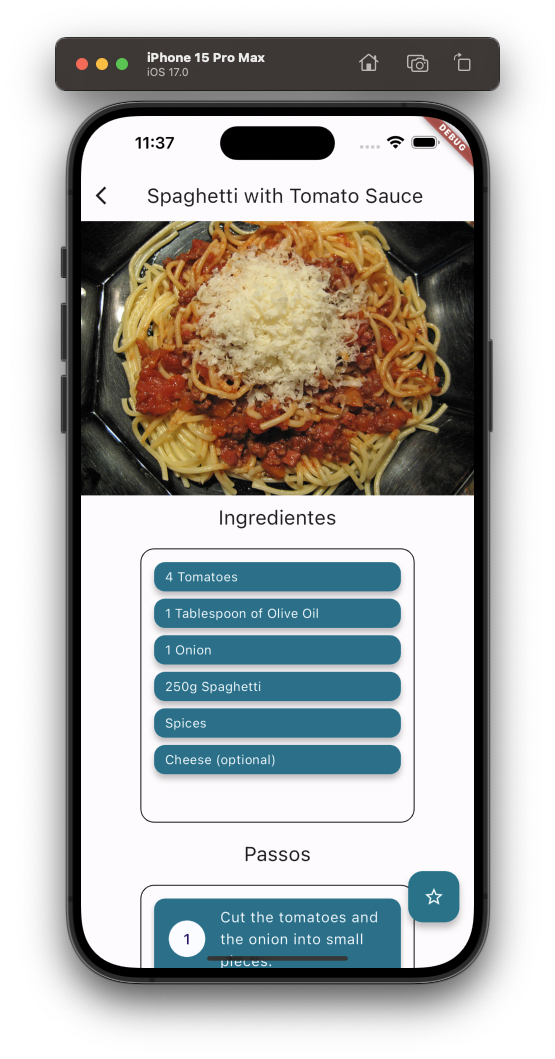 iPhone 15 Pro Max
iOS 17.0
11:37
DEBUG
Spaghetti with Tomato Sauce
Ingredientes
4 Tomatoes
1 Tablespoon of Olive Oil
1 Onion
250g Spaghetti
Spices
Cheese (optional)
Passos
1
Cut the tomatoes and
the onion into small
pieces.